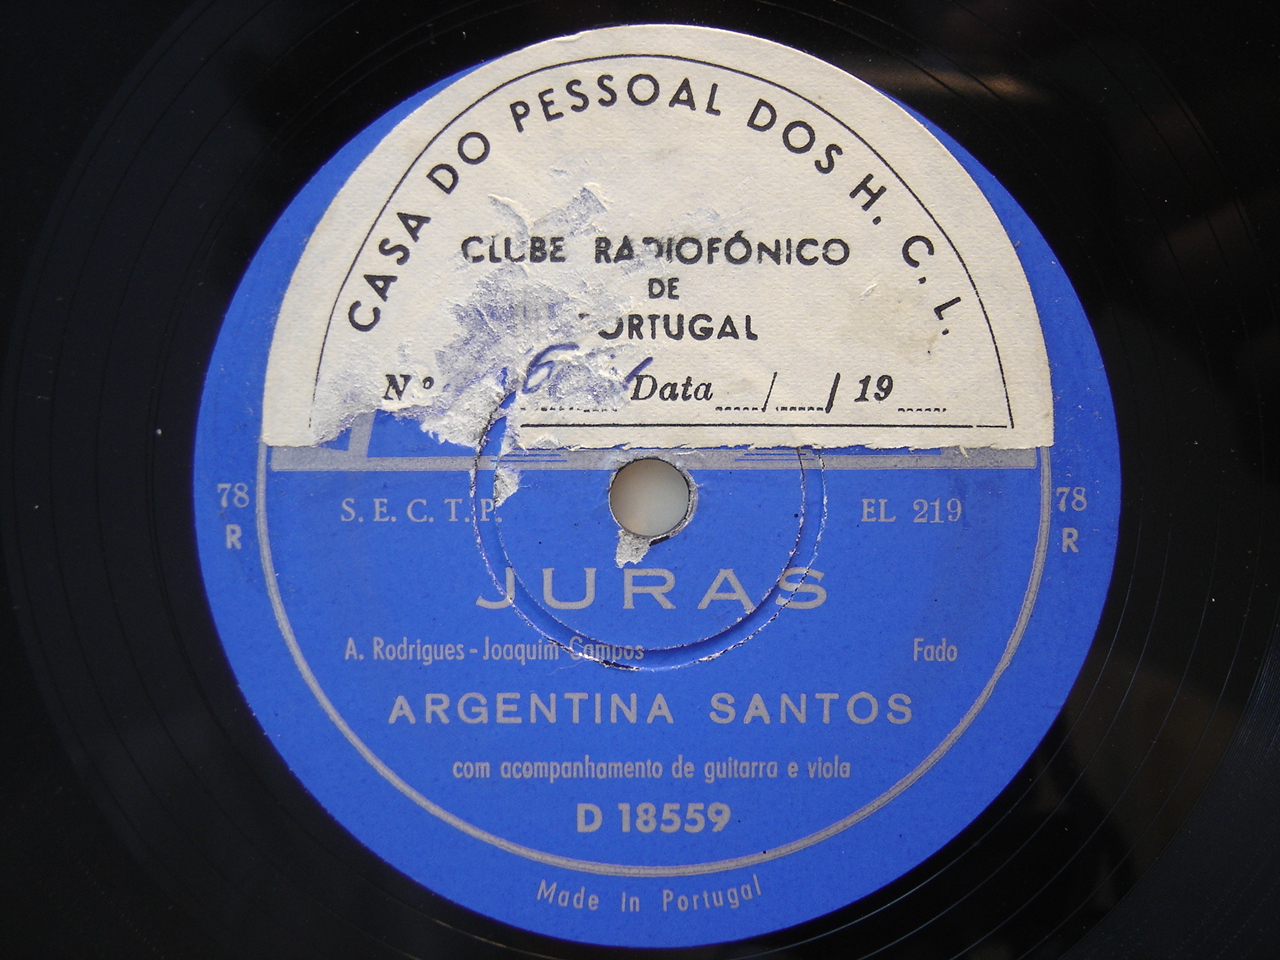 CASA DO PESSOAL DOS H. C. L.
CLUBE RADIOFÓNICO
DE
PORTUGAL
Nº Data / / 19
78 S. E. C. T. P. EL 219 78
R R
JURAS
A. Rodrigues - Joaquim Campos Fado
ARGENTINA SANTOS
com acompanhamento de guitarra e viola
D 18559
Made in Portugal